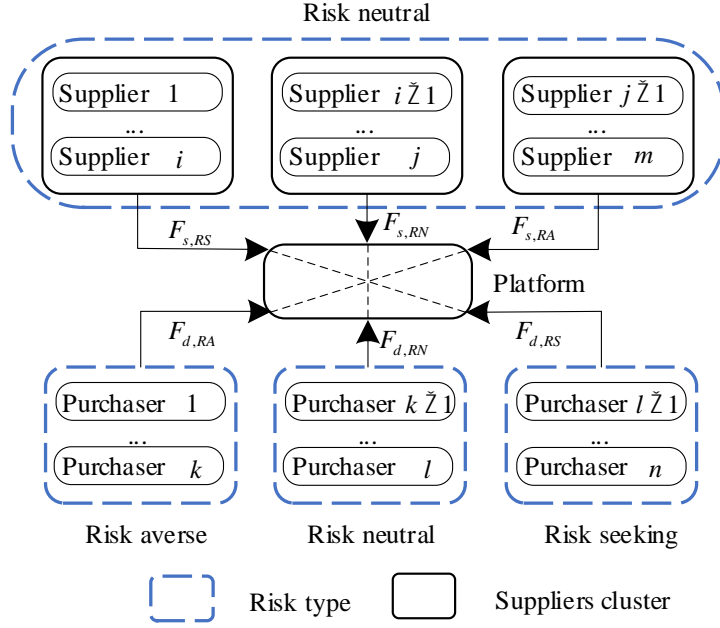 Risk neutral
Supplier 1
Supplier i Ž 1
Supplier j Ž 1
...
...
...
Supplier i
Supplier j
Supplier m
F_{s,RS}
F_{s,RN}
F_{s,RA}
Platform
F_{d,RA}
F_{d,RN}
F_{d,RS}
Purchaser 1
Purchaser k Ž 1
Purchaser l Ž 1
...
...
...
Purchaser k
Purchaser l
Purchaser n
Risk averse
Risk neutral
Risk seeking
Risk type
Suppliers cluster